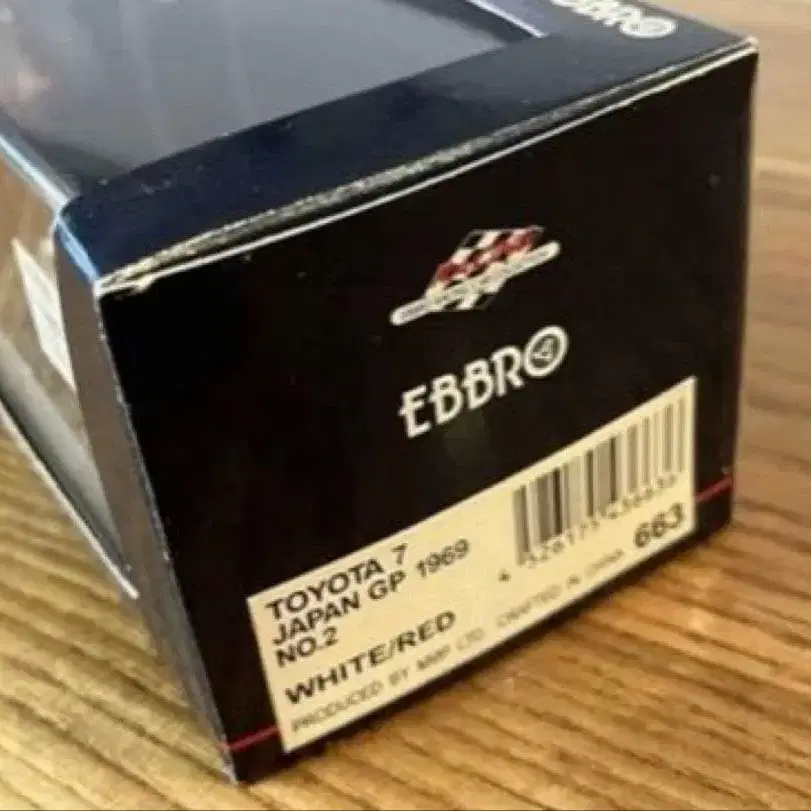 EBBRO
TOYOTA 7
JAPAN GP 1969
NO.2
WHITE/RED
PRODUCED BY MMP LTD. CRAFTED IN CHINA
663